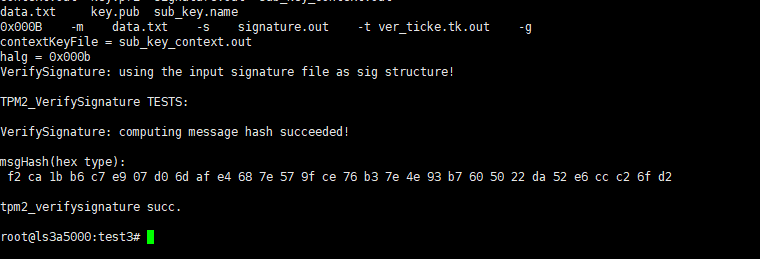 data.txt key.pub sub_key.name
0x000B -m data.txt -s signature.out -t ver_ticke.tk.out -g
contextKeyFile = sub_key_context.out
halg = 0x000b
VerifySignature: using the input signature file as sig structure!
TPM2_VerifySignature TESTS:
VerifySignature: computing message hash succeeded!
msgHash(hex type):
f2 ca 1b b6 c7 e9 07 d0 6d af e4 68 7e 57 9f ce 76 b3 7e 4e 93 b7 60 50 22 da 52 e6 cc c2 6f d2
tpm2_verifysignature succ.
root@ls3a5000:test3#